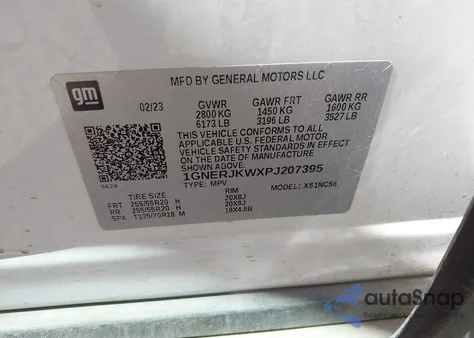 gm
MFD BY GENERAL MOTORS LLC
02/23 GVWR GAWR FRT GAWR RR
2800 KG 1450 KG 1600 KG
6173 LB 3196 LB 3527 LB
THIS VEHICLE CONFORMS TO ALL
APPLICABLE U.S. FEDERAL MOTOR
VEHICLE SAFETY STANDARDS IN EFFECT
ON THE DATE OF MANUFACTURE
SHOWN ABOVE.
1GNERJKWXPJ207395
S624 TYPE: MPV MODEL: X51NC56
RIM
FRT 255/55R20 H 20X8J
RR 255/55R20 H 20X8J
SPA T135/70R18 M 18X4.5B
autoSnap